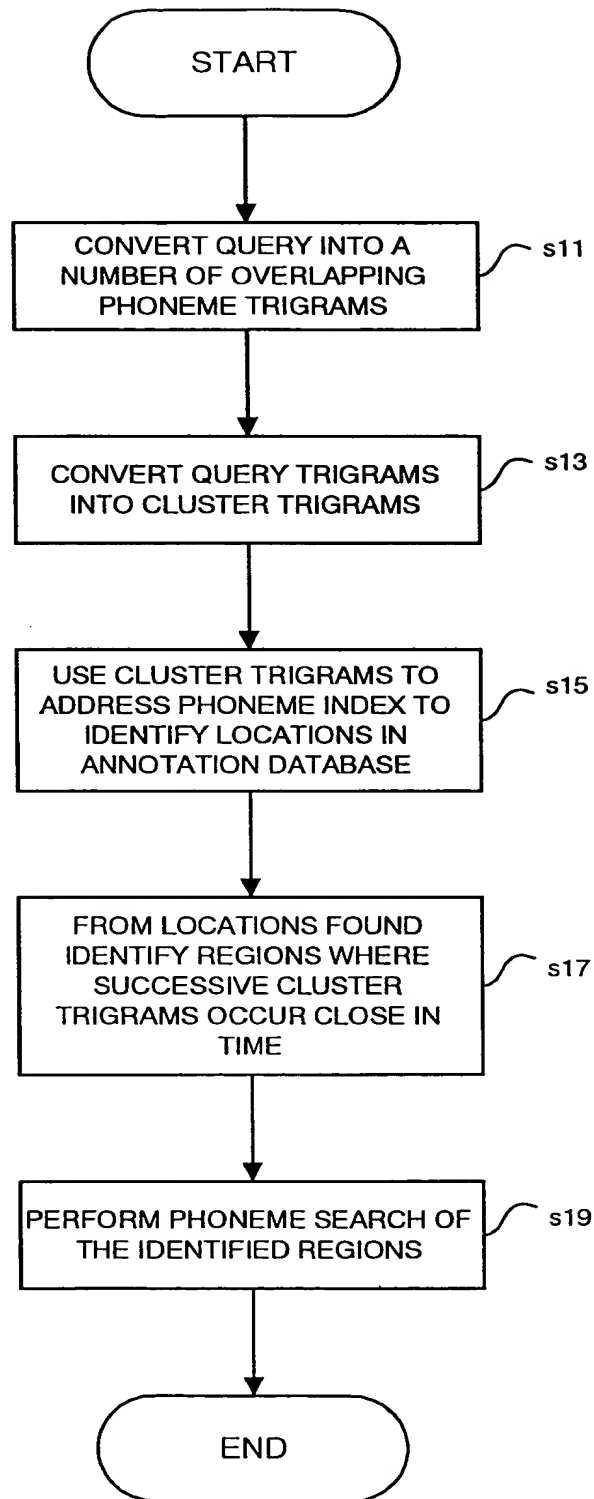 START
CONVERT QUERY INTO A
NUMBER OF OVERLAPPING
PHONEME TRIGRAMS
s11
CONVERT QUERY TRIGRAMS
INTO CLUSTER TRIGRAMS
s13
USE CLUSTER TRIGRAMS TO
ADDRESS PHONEME INDEX TO
IDENTIFY LOCATIONS IN
ANNOTATION DATABASE
s15
FROM LOCATIONS FOUND
IDENTIFY REGIONS WHERE
SUCCESSIVE CLUSTER
TRIGRAMS OCCUR CLOSE IN
TIME
s17
PERFORM PHONEME SEARCH OF
THE IDENTIFIED REGIONS
s19
END